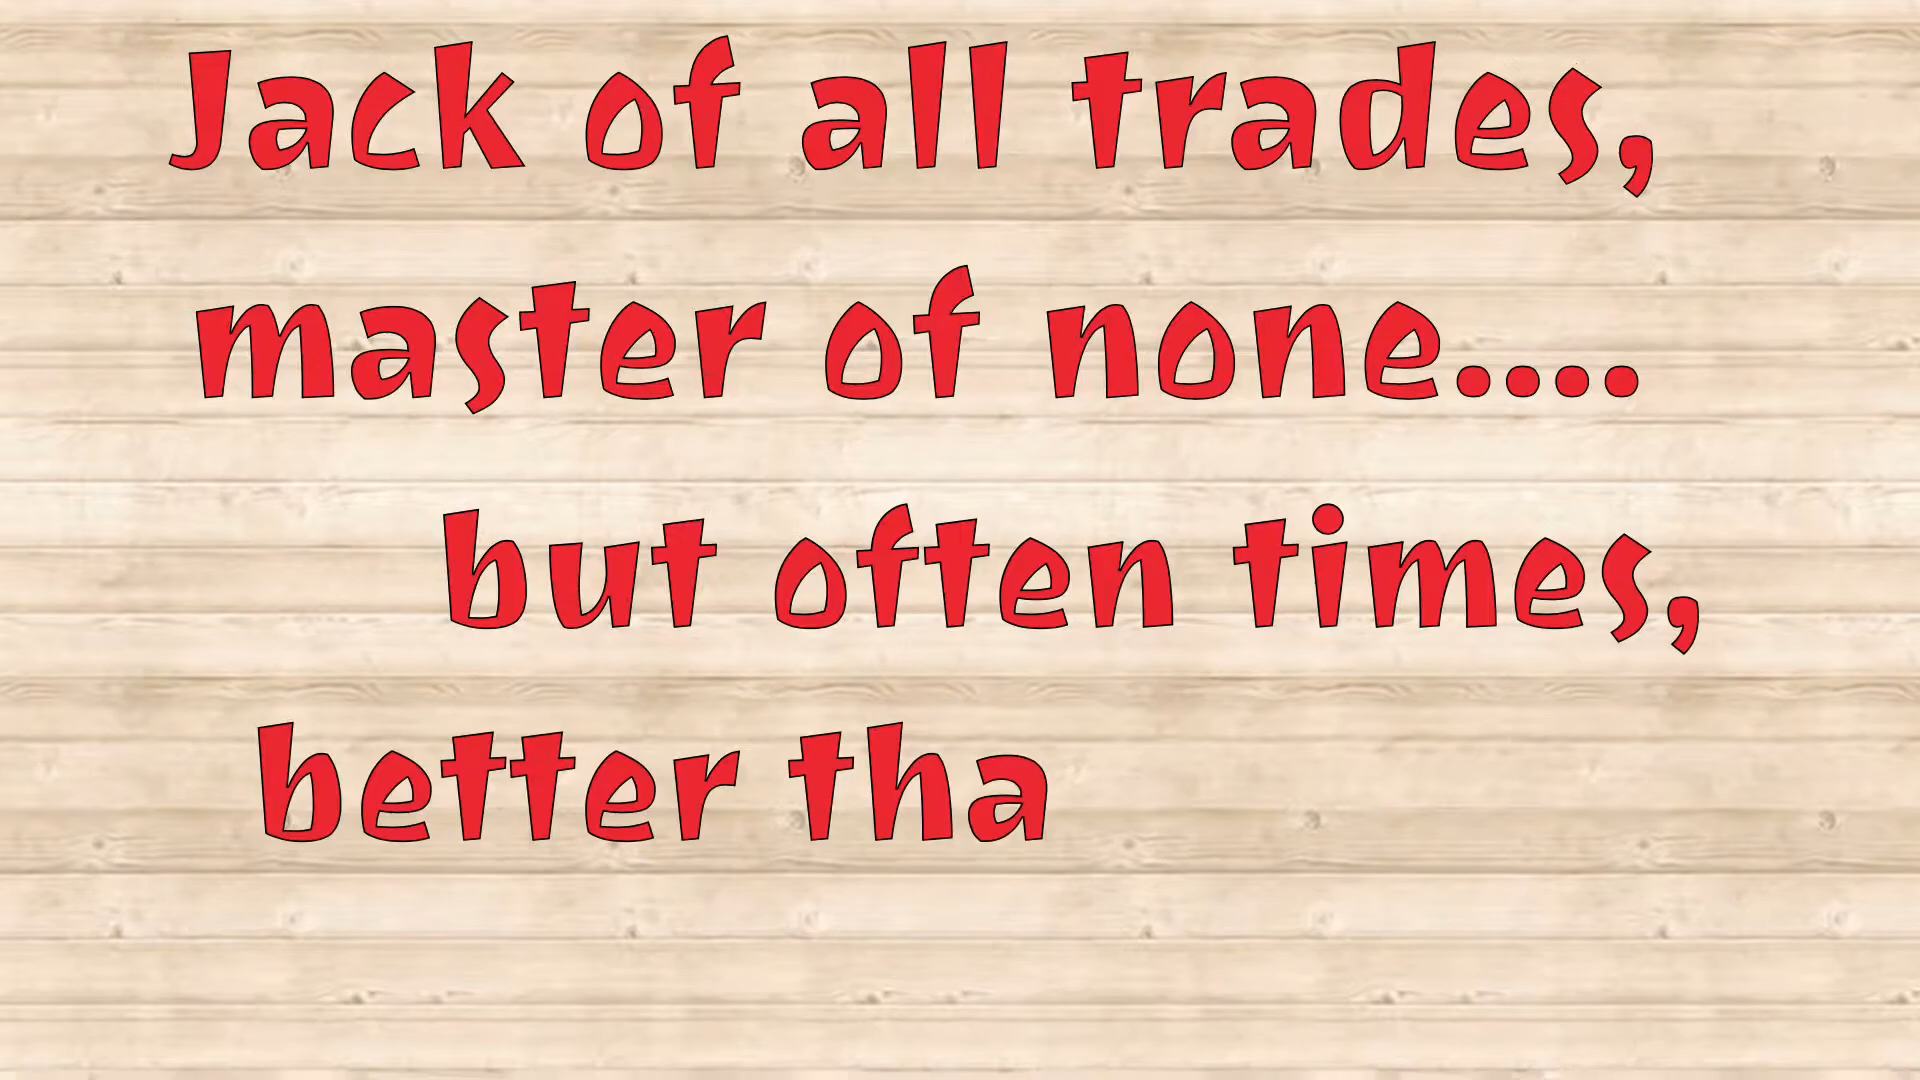 Jack of all trades,
master of none....
but often times,
better tha